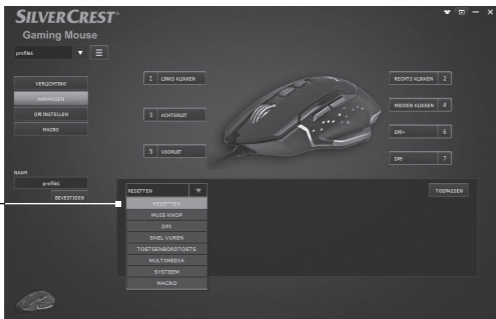 SILVERCREST®
Gaming Mouse
profile1
VERLICHTING
AANPASSEN
DPI INSTELLEN
MACRO
NAAM
profile1
BEVESTIGEN
1 LINKS KLIKKEN
3 ACHTERUIT
5 VOORUIT
RECHTS KLIKKEN 2
MIDDEN KLIKKEN 4
DPI+ 6
DPI- 7
RESETTEN
TOEPASSEN
RESETTEN
MUIS KNOP
DPI
SNEL VUREN
TOETSENBORDTOETS
MULTIMEDIA
SYSTEEM
MACRO